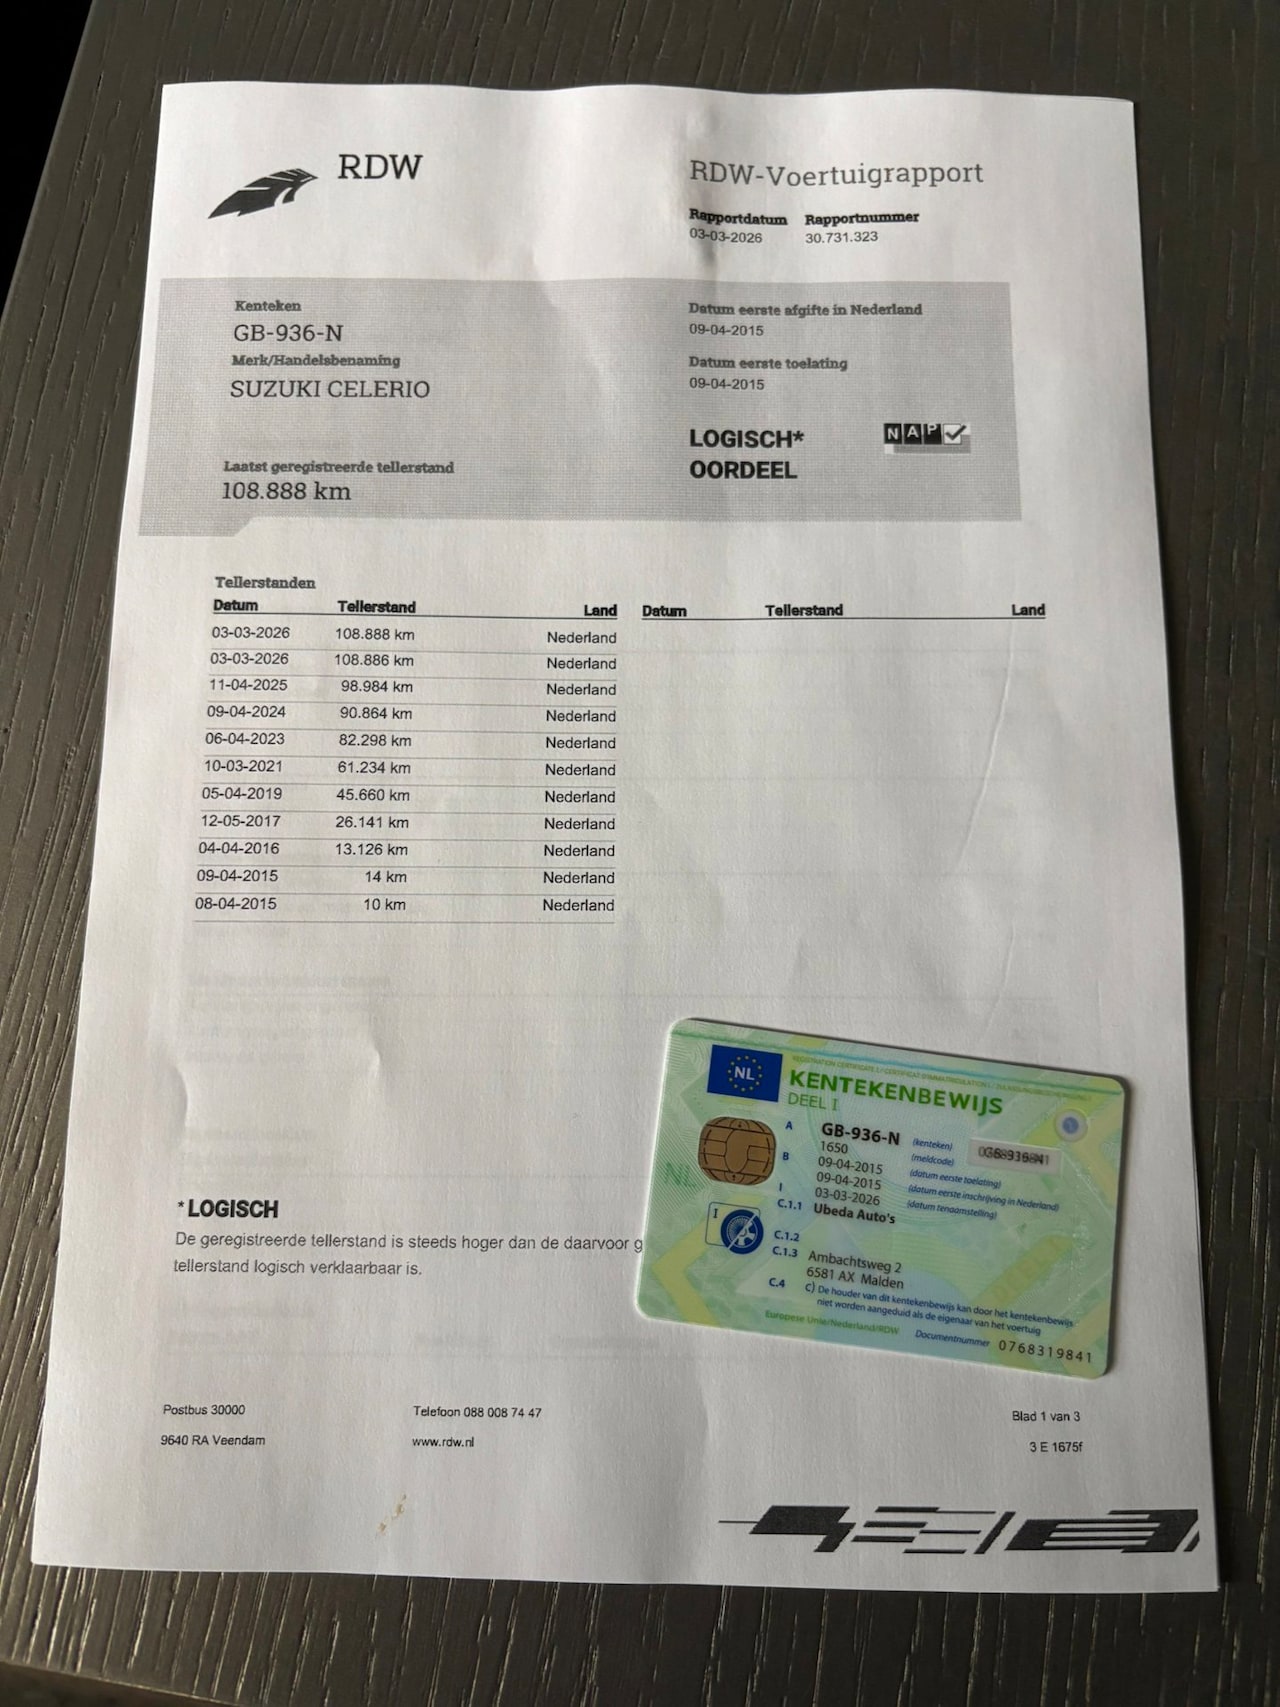 RDW
RDW-Voertuigrapport
Rapportdatum Rapportnummer
03-03-2026 30.731.323
Kenteken
GB-936-N
Merk/Handelsbenaming
SUZUKI CELERIO
Laatst geregistreerde tellerstand
108.888 km
Datum eerste afgifte in Nederland
09-04-2015
Datum eerste toelating
09-04-2015
LOGISCH*
OORDEEL
NAP
Tellerstanden
Datum Tellerstand Land Datum Tellerstand Land
03-03-2026 108.888 km Nederland
03-03-2026 108.886 km Nederland
11-04-2025 98.984 km Nederland
09-04-2024 90.864 km Nederland
06-04-2023 82.298 km Nederland
10-03-2021 61.234 km Nederland
05-04-2019 45.660 km Nederland
12-05-2017 26.141 km Nederland
04-04-2016 13.126 km Nederland
09-04-2015 14 km Nederland
08-04-2015 10 km Nederland
*LOGISCH
De geregistreerde tellerstand is steeds hoger dan de daarvoor g
tellerstand logisch verklaarbaar is.
NL
KENTEKENBEWIJS
DEEL I
A GB-936-N (kenteken)
1650 (meldcode)
B 09-04-2015 (datum eerste toelating)
09-04-2015 (datum eerste inschrijving in Nederland)
I 03-03-2026 (datum tenaamstelling)
C.1.1 Ubeda Auto's
C.1.2
C.1.3 Ambachtsweg 2
6581 AX Malden
C.4 c) De houder van dit kentekenbewijs kan door het kentekenbewijs
niet worden aangeduid als de eigenaar van het voertuig
Europese Unie/Nederland/RDW Documentnummer 0768319841
NL
I
Postbus 30000 Telefoon 088 008 74 47 Blad 1 van 3
9640 RA Veendam www.rdw.nl 3 E 1675f